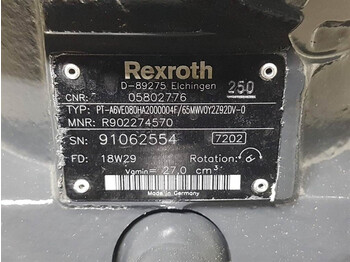 Rexroth
D-89275 Elchingen 250
CNR: 05802776
TYP: PT-A6VE080HA2000004F/65MWV0Y2Z92DV-0
MNR: R902274570
SN: 91062554 7202
FD: 18W29 Rotation:
Vgmin= 27,0 cm³
Made in Germany